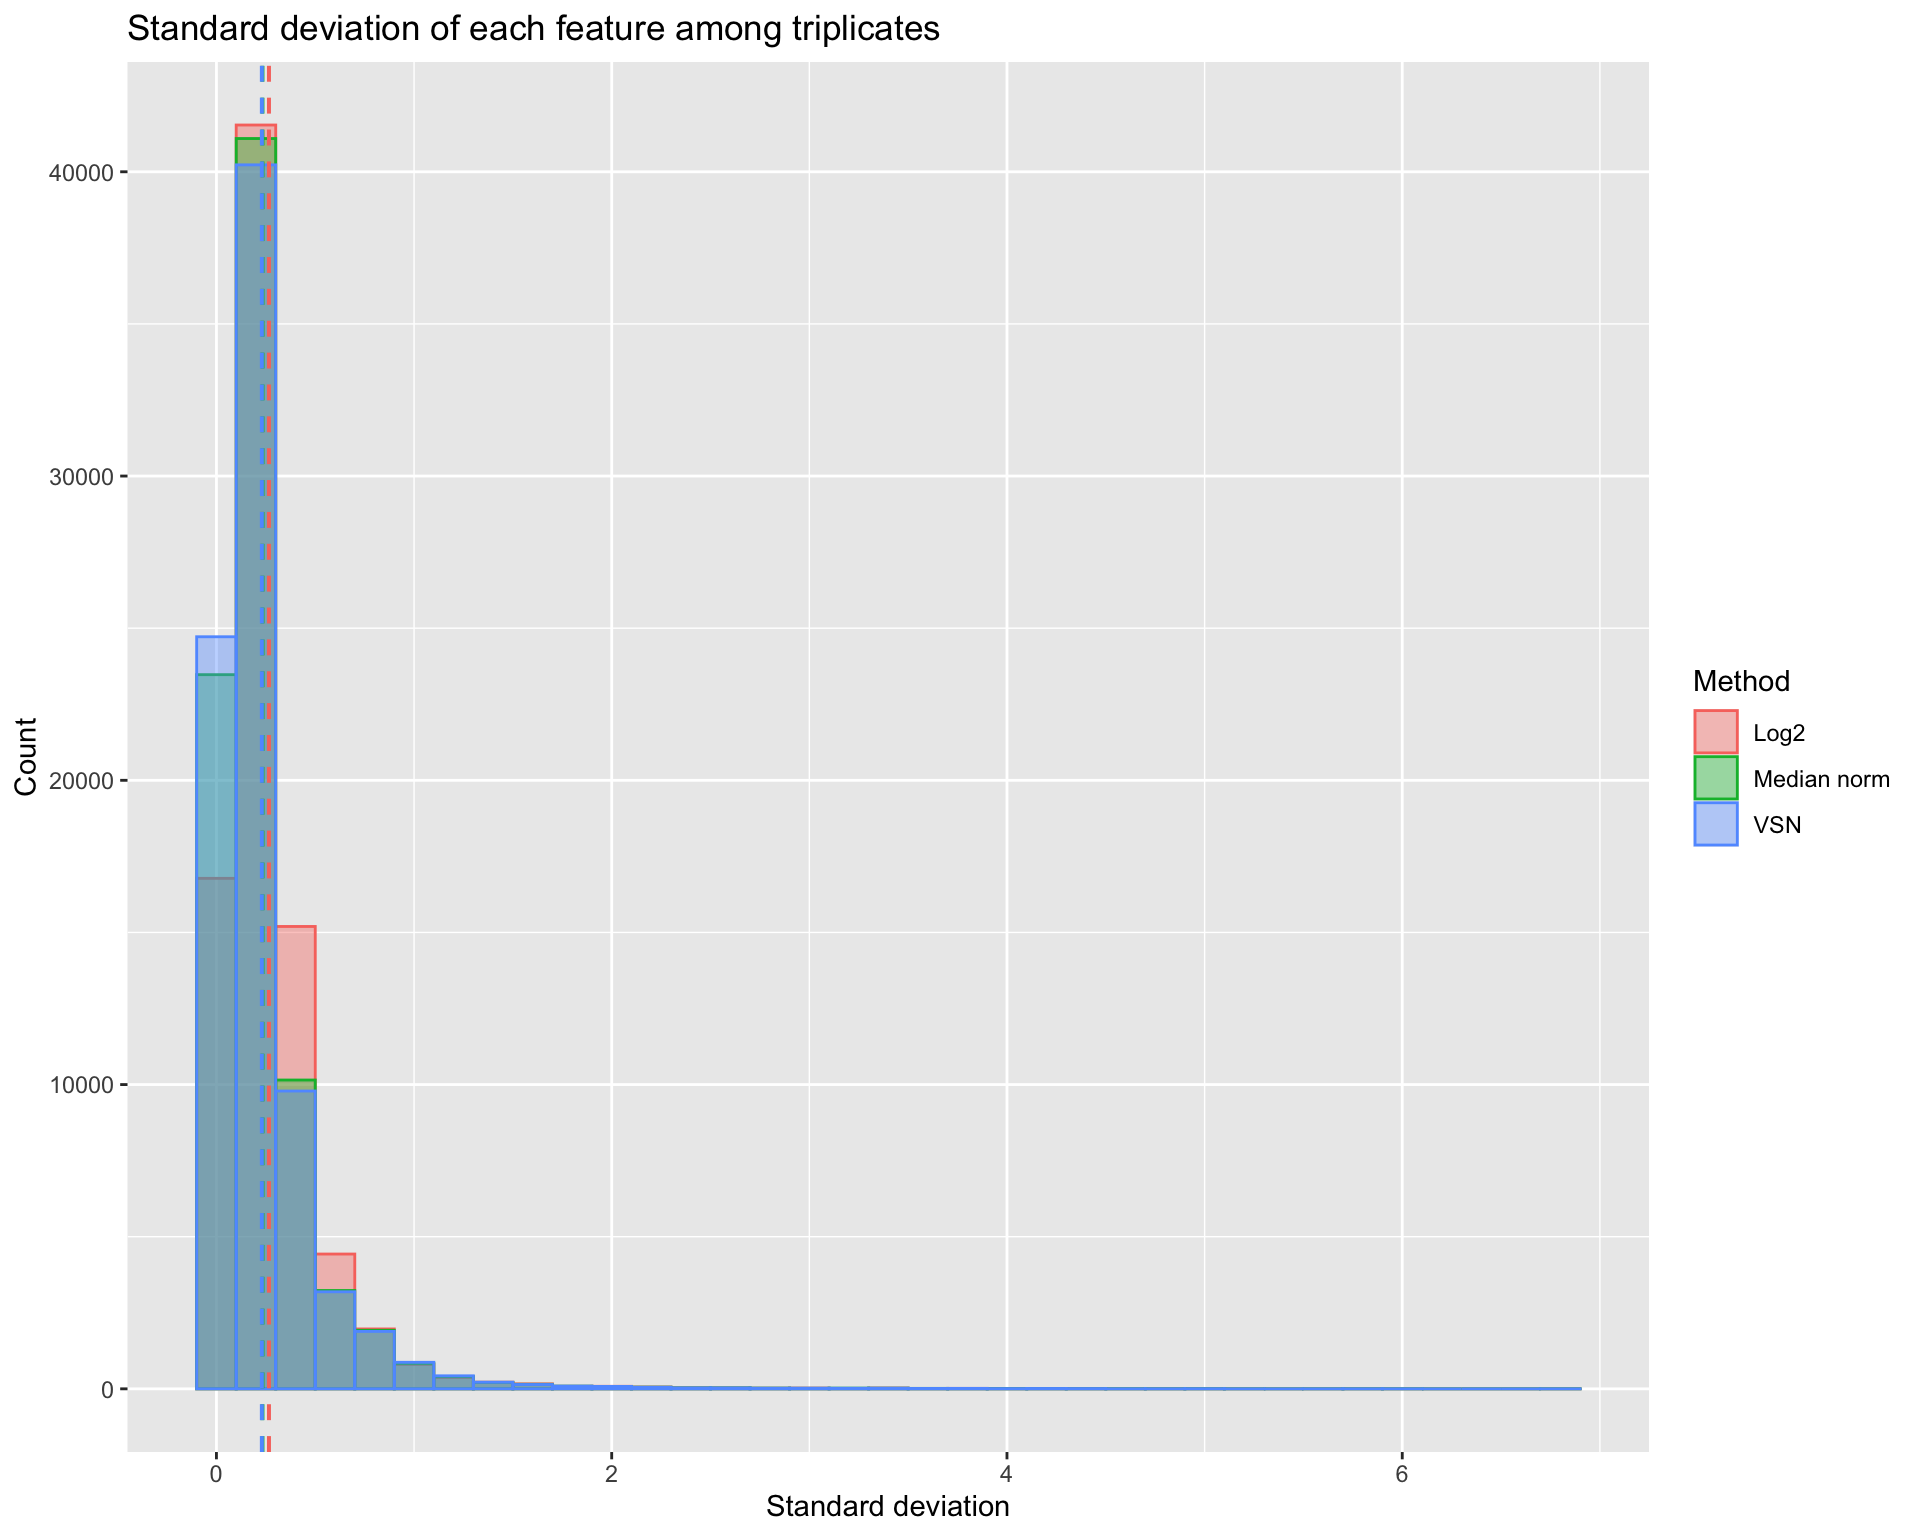 Standard deviation of each feature among triplicates
Count
40000
30000
20000
10000
0
0 2 4 6
Standard deviation
Method
Log2
Median norm
VSN